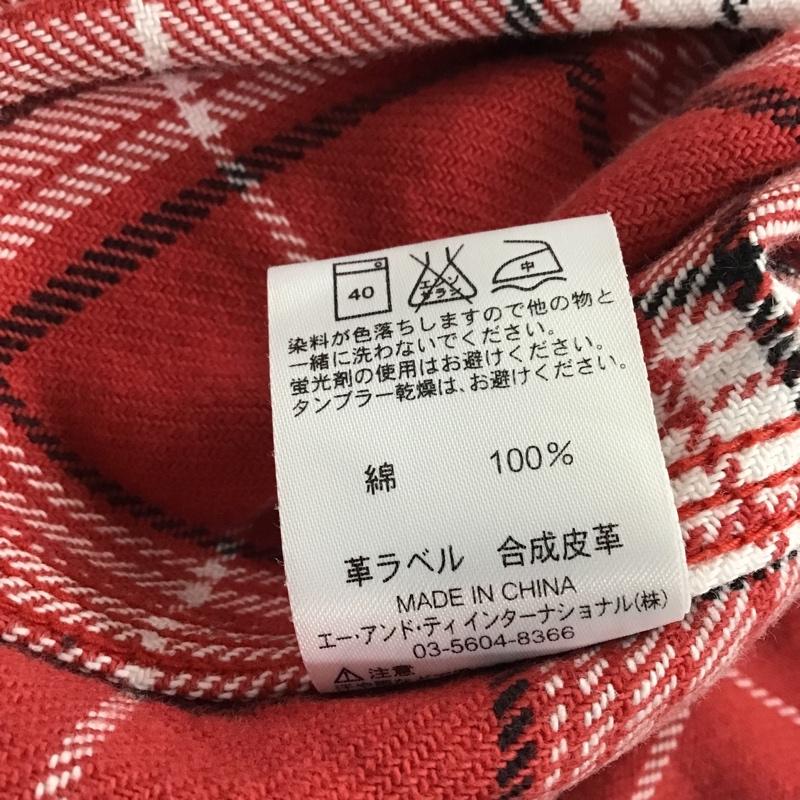 40 エンソ サラシ 中
染料が色落ちしますので他の物と
一緒に洗わないでください。
蛍光剤の使用はお避けください。
タンブラー乾燥は、お避けください。
綿 100%
革ラベル 合成皮革
MADE IN CHINA
エー・アンド・ティインターナショナル(株)
03-5604-8366
注意